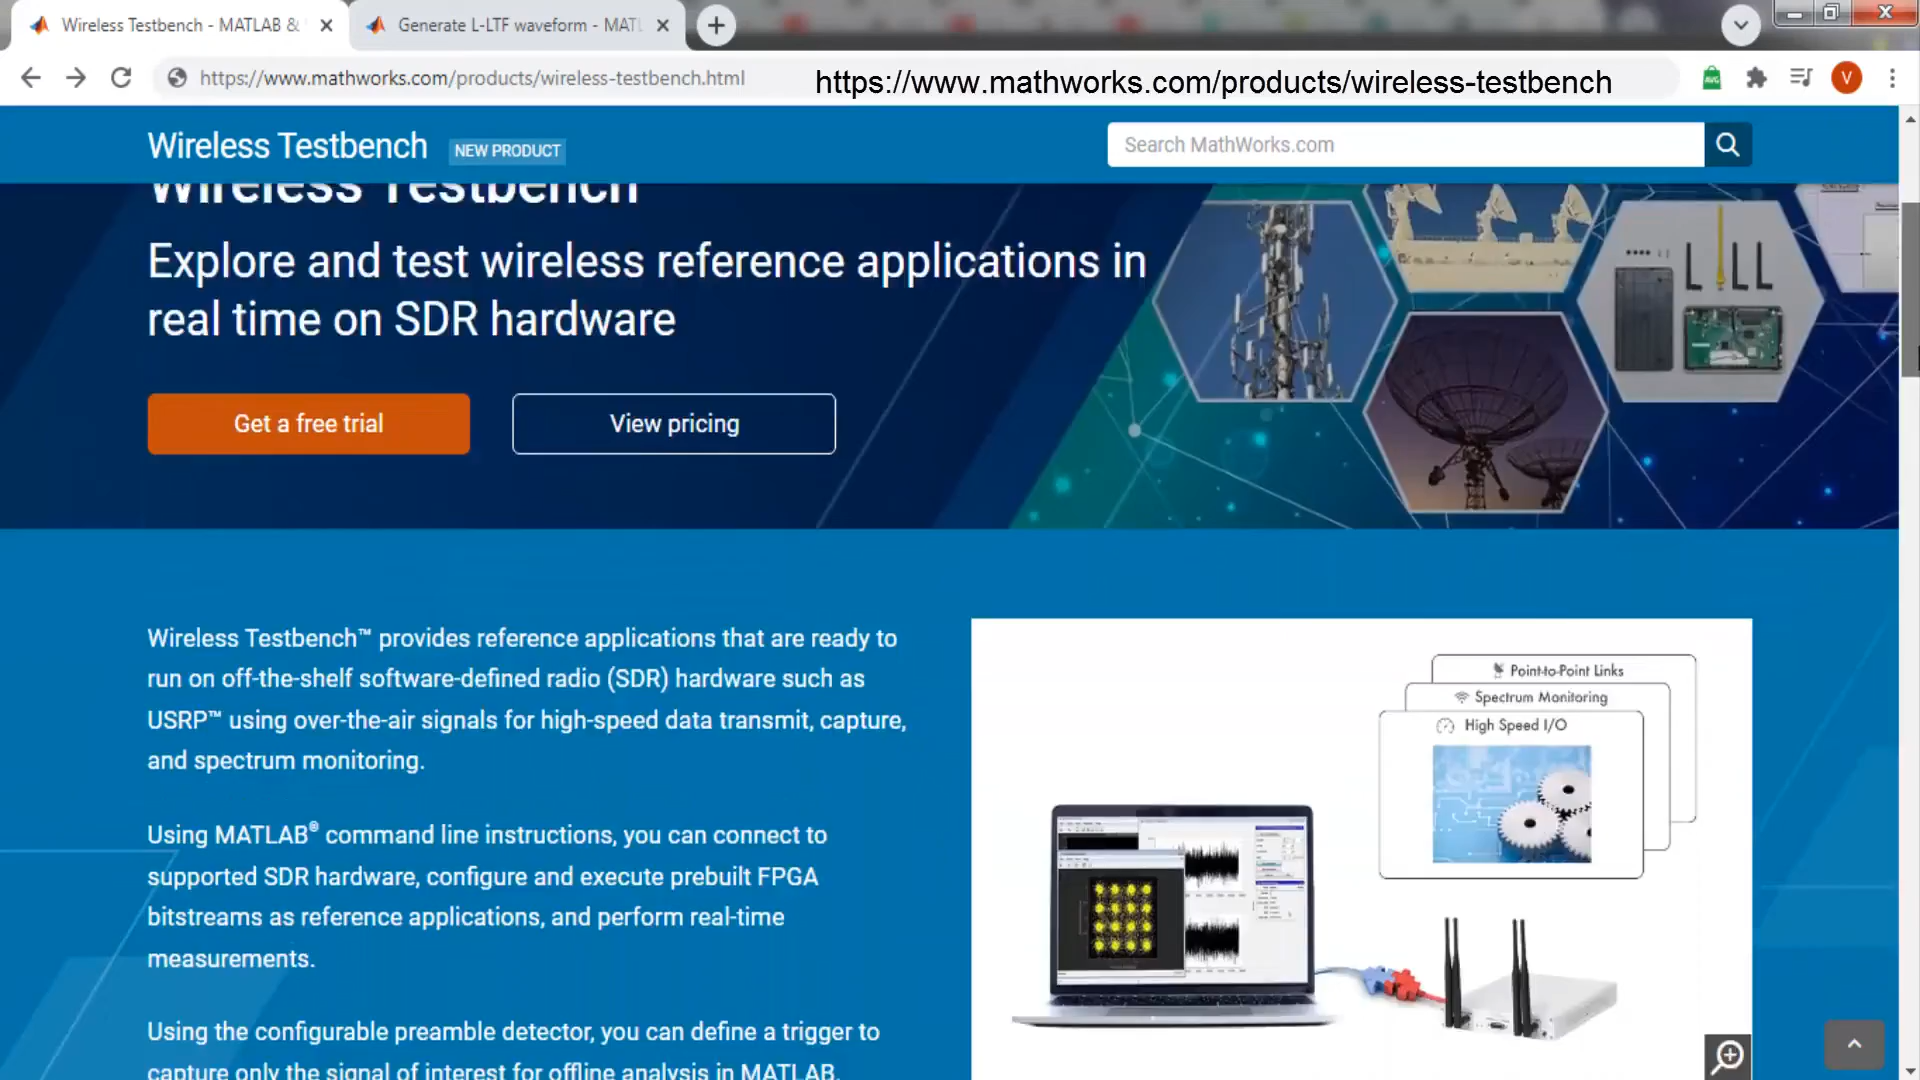 Wireless Testbench - MATLAB &
Generate L-LTF waveform - MATL
https://www.mathworks.com/products/wireless-testbench.html
https://www.mathworks.com/products/wireless-testbench
AVG
V
Wireless Testbench NEW PRODUCT
Search MathWorks.com
Wireless Testbench
Explore and test wireless reference applications in
real time on SDR hardware
Get a free trial
View pricing
Wireless Testbench™ provides reference applications that are ready to
run on off-the-shelf software-defined radio (SDR) hardware such as
USRP™ using over-the-air signals for high-speed data transmit, capture,
and spectrum monitoring.
Using MATLAB® command line instructions, you can connect to
supported SDR hardware, configure and execute prebuilt FPGA
bitstreams as reference applications, and perform real-time
measurements.
Using the configurable preamble detector, you can define a trigger to
capture only the signal of interest for offline analysis in MATLAB.
Point-to-Point Links
Spectrum Monitoring
High Speed I/O